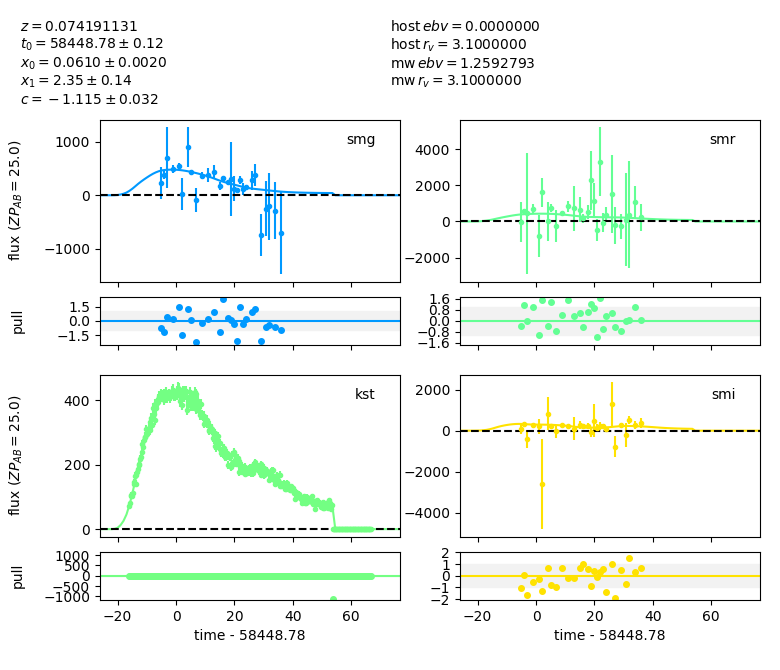 z = 0.074191131
t0 = 58448.78 ± 0.12
x0 = 0.0610 ± 0.0020
x1 = 2.35 ± 0.14
c = −1.115 ± 0.032
host ebv = 0.0000000
host rv = 3.1000000
mw ebv = 1.2592793
mw rv = 3.1000000
flux (ZPAB = 25.0)
1000
0
−1000
smg
4000
2000
0
−2000
smr
pull
1.5
0.0
−1.5
1.6
0.8
0.0
−0.8
−1.6
flux (ZPAB = 25.0)
400
200
0
kst
2000
0
−2000
−4000
smi
pull
1000
500
0
−500
−1000
2
1
0
−1
−2
−20 0 20 40 60
−20 0 20 40 60
time - 58448.78
time - 58448.78